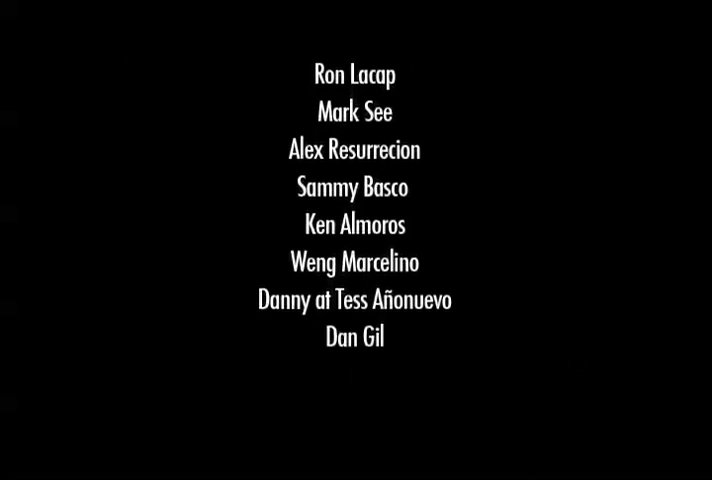 Ron Lacap
Mark See
Alex Resurrecion
Sammy Basco
Ken Almoros
Weng Marcelino
Danny at Tess Añonuevo
Dan Gil